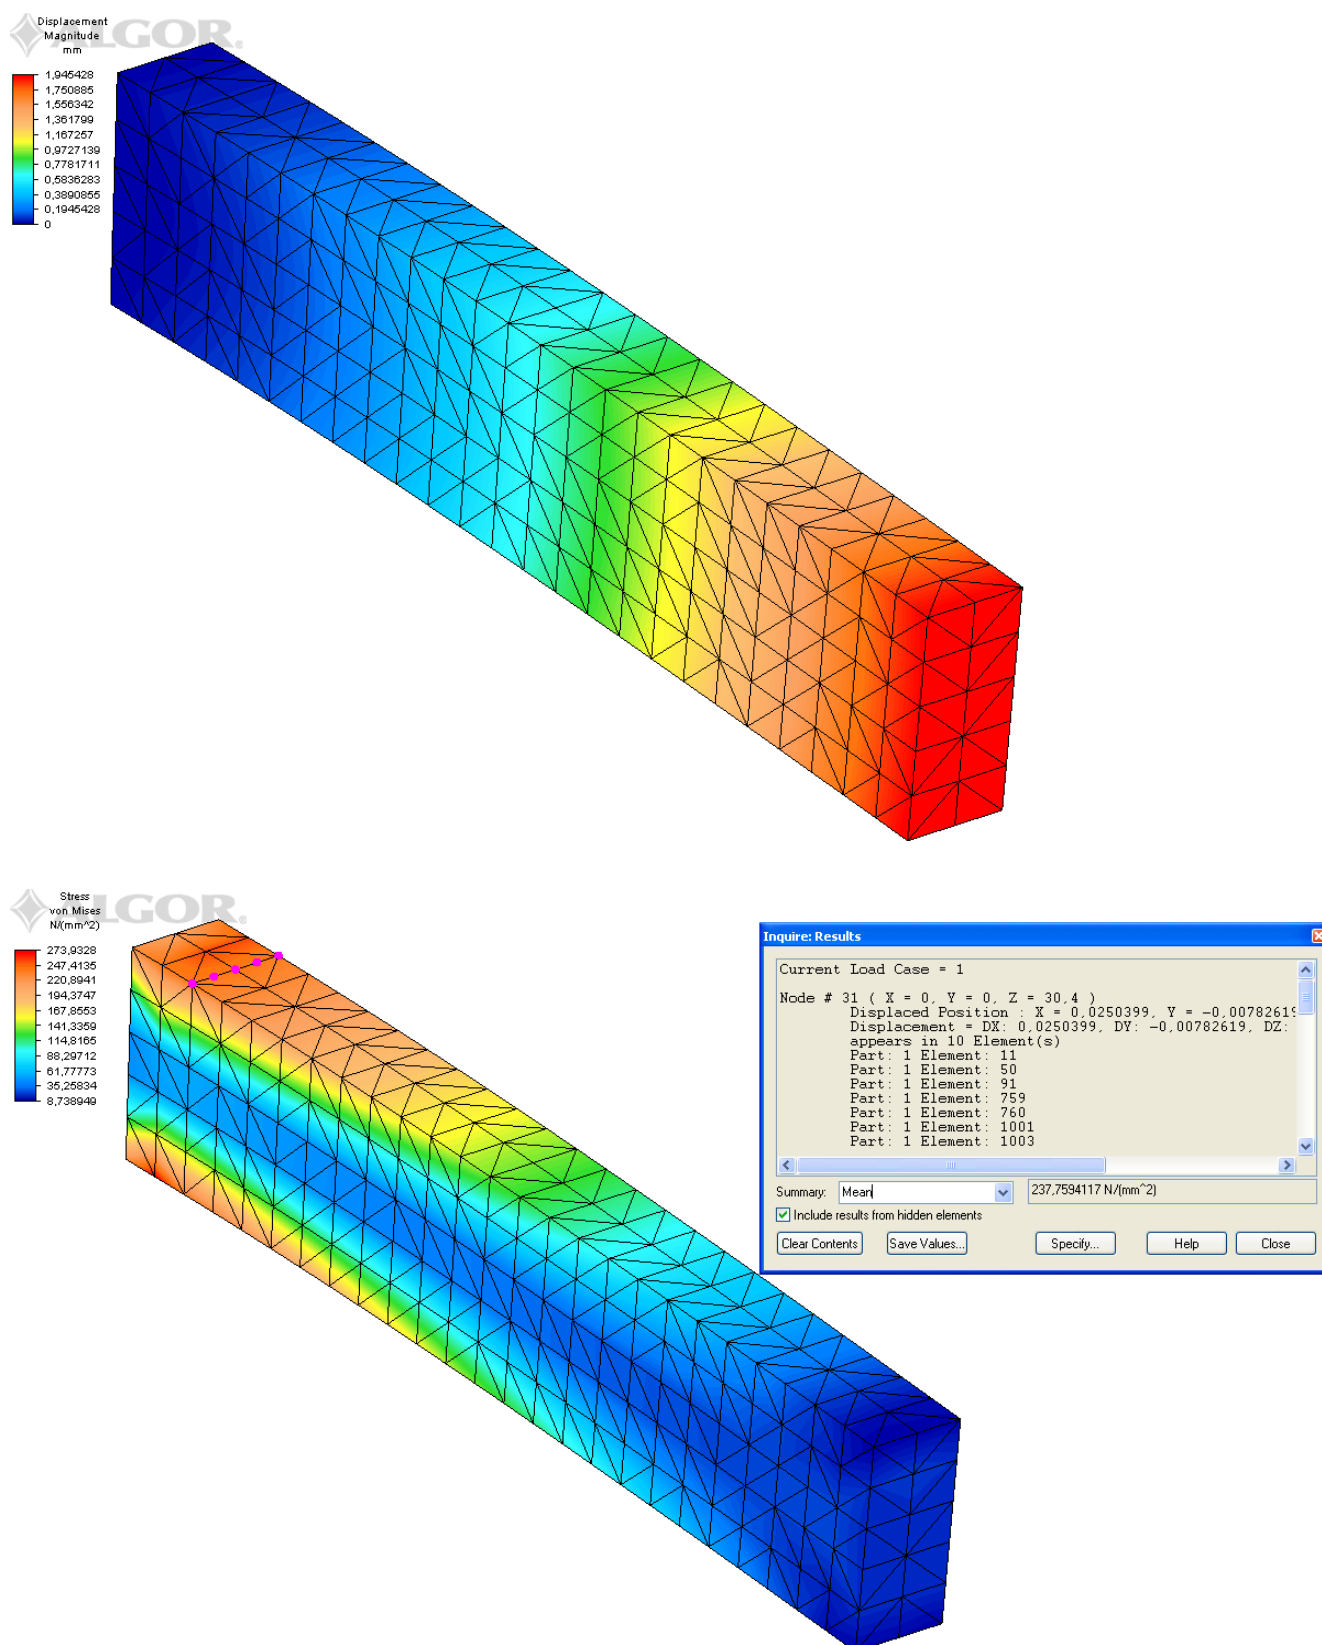 Displacement
Magnitude
mm
ALGOR®
1,945428
1,750885
1,556342
1,361799
1,167257
0,9727139
0,7781711
0,5836283
0,3890855
0,1945428
0
Stress
von Mises
N/(mm^2)
ALGOR®
273,9328
247,4135
220,8941
194,3747
167,8553
141,3359
114,8165
88,29712
61,77773
35,25834
8,738949
Inquire: Results
Current Load Case = 1
Node # 31 ( X = 0, Y = 0, Z = 30,4 )
Displaced Position : X = 0,0250399, Y = -0,00782619
Displacement = DX: 0,0250399, DY: -0,00782619, DZ:
appears in 10 Element(s)
Part: 1 Element: 11
Part: 1 Element: 50
Part: 1 Element: 91
Part: 1 Element: 759
Part: 1 Element: 760
Part: 1 Element: 1001
Part: 1 Element: 1003
Summary: Mean 237,7594117 N/(mm^2)
Include results from hidden elements
Clear Contents Save Values... Specify... Help Close